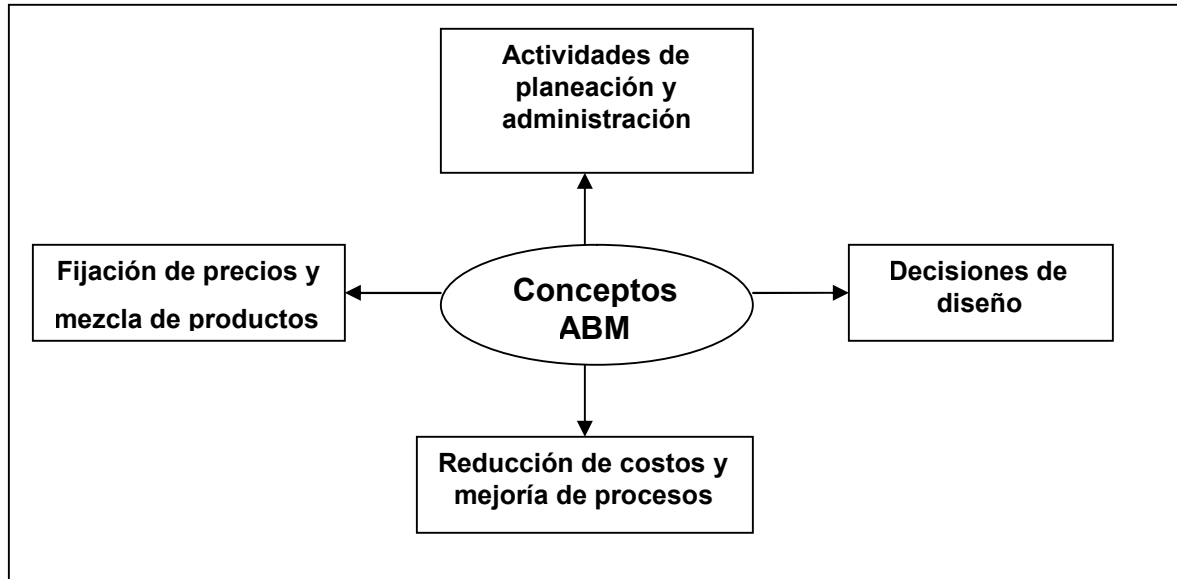 Actividades de
planeación y
administración
Fijación de precios y
mezcla de productos
Conceptos
ABM
Decisiones de
diseño
Reducción de costos y
mejoría de procesos